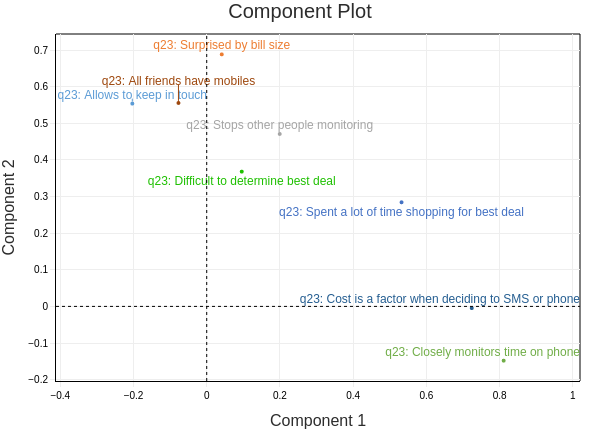 Component Plot
0.7
0.6
0.5
0.4
0.3
0.2
0.1
0
−0.1
−0.2
Component 2
q23: Surprised by bill size
q23: All friends have mobiles
q23: Allows to keep in touch
q23: Stops other people monitoring
q23: Difficult to determine best deal
q23: Spent a lot of time shopping for best deal
q23: Cost is a factor when deciding to SMS or phone
q23: Closely monitors time on phone
−0.4
−0.2
0
0.2
0.4
0.6
0.8
1
Component 1